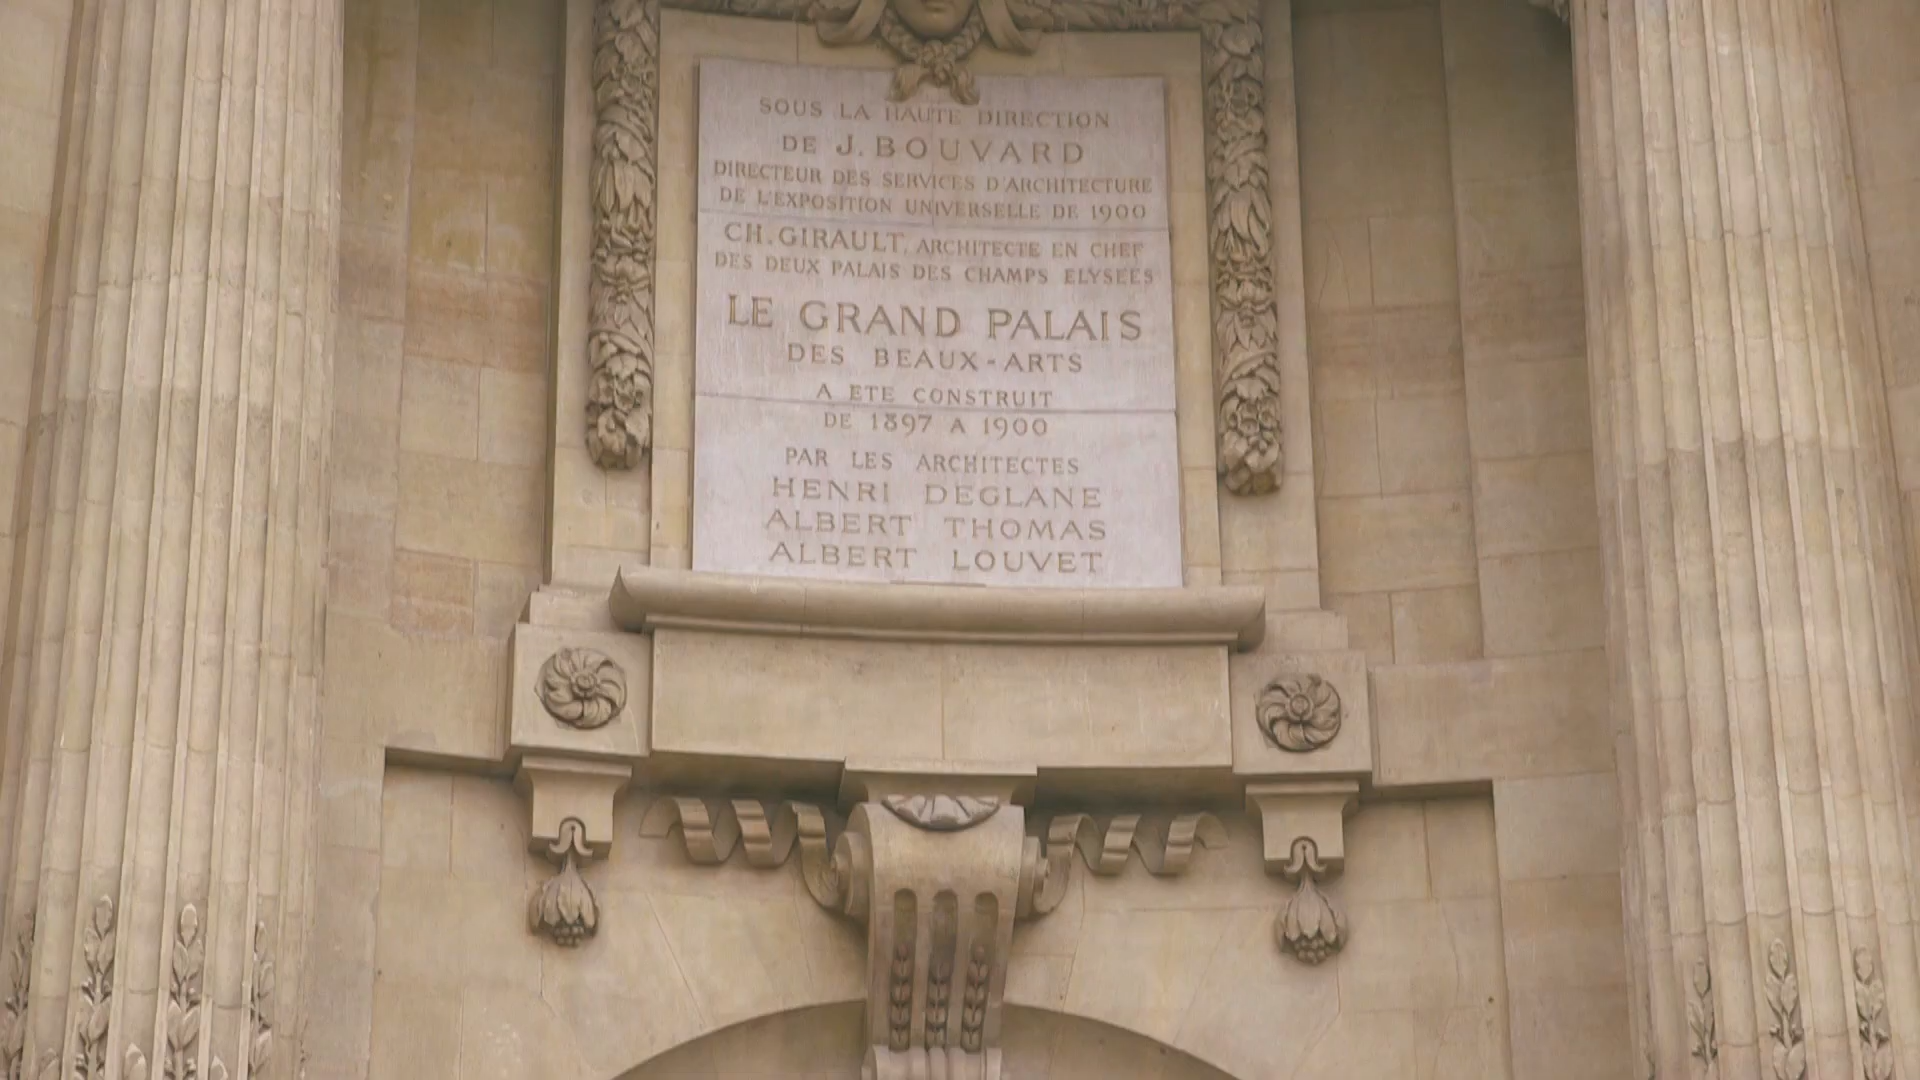 SOUS LA HAUTE DIRECTION
DE J. BOUVARD
DIRECTEUR DES SERVICES D'ARCHITECTURE
DE L'EXPOSITION UNIVERSELLE DE 1900
CH. GIRAULT, ARCHITECTE EN CHEF
DES DEUX PALAIS DES CHAMPS ELYSEES
LE GRAND PALAIS
DES BEAUX-ARTS
A ETE CONSTRUIT
DE 1897 A 1900
PAR LES ARCHITECTES
HENRI DEGLANE
ALBERT THOMAS
ALBERT LOUVET